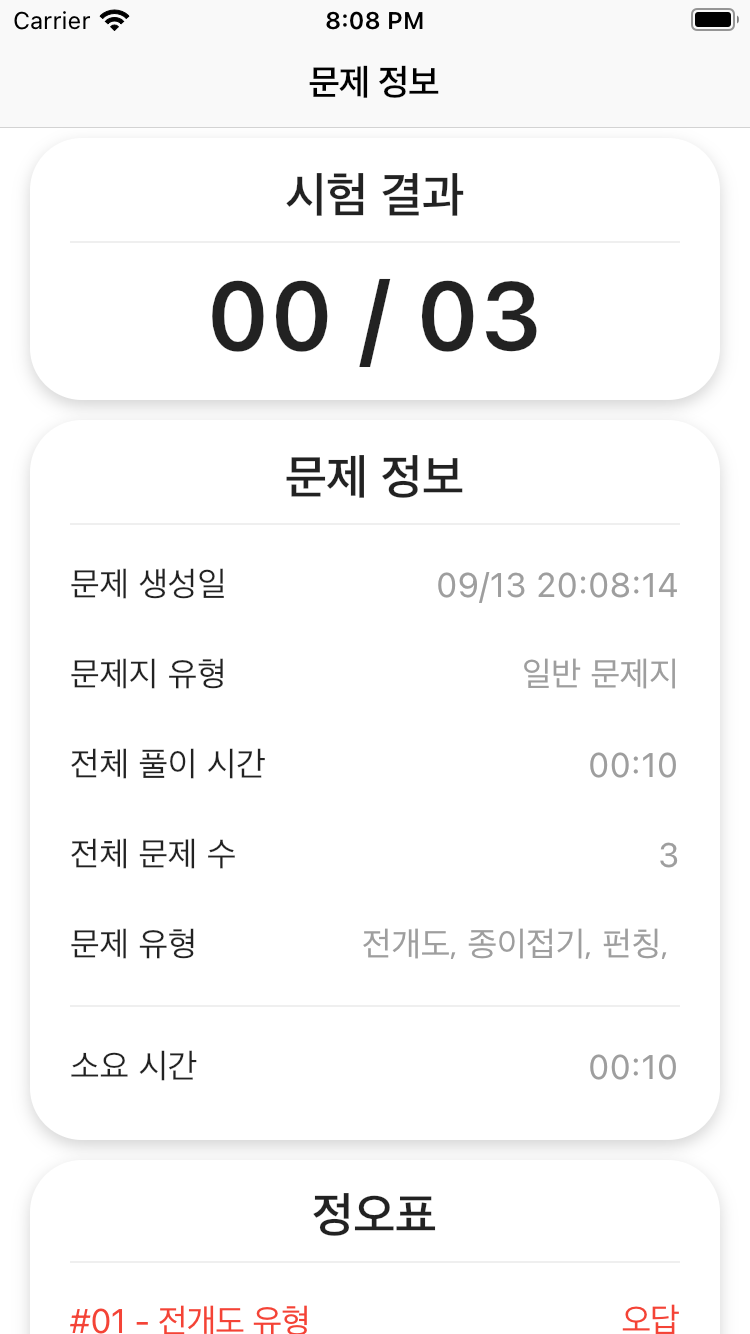 Carrier 8:08 PM
문제 정보
시험 결과
00 / 03
문제 정보
문제 생성일 09/13 20:08:14
문제지 유형 일반 문제지
전체 풀이 시간 00:10
전체 문제 수 3
문제 유형 전개도, 종이접기, 펀칭,
소요 시간 00:10
정오표
#01 - 전개도 유형 오답